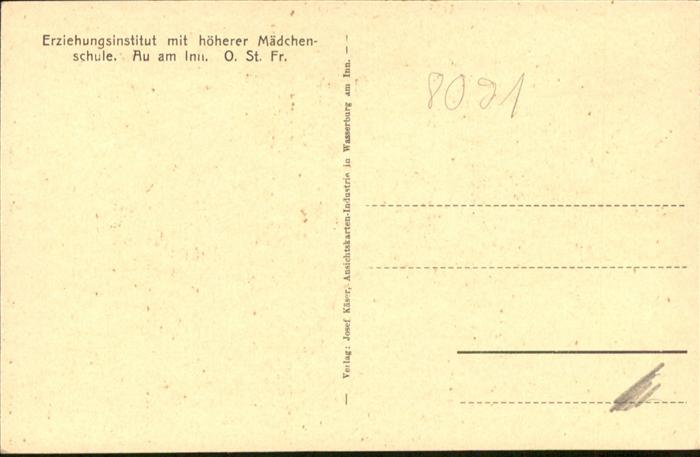 Erziehungsinstitut mit höherer Mädchen-
schule. Au am Inn. O. St. Fr.
8091
— Verlag: Josef Käser, Ansichtskarten-Industrie in Wasserburg am Inn. —